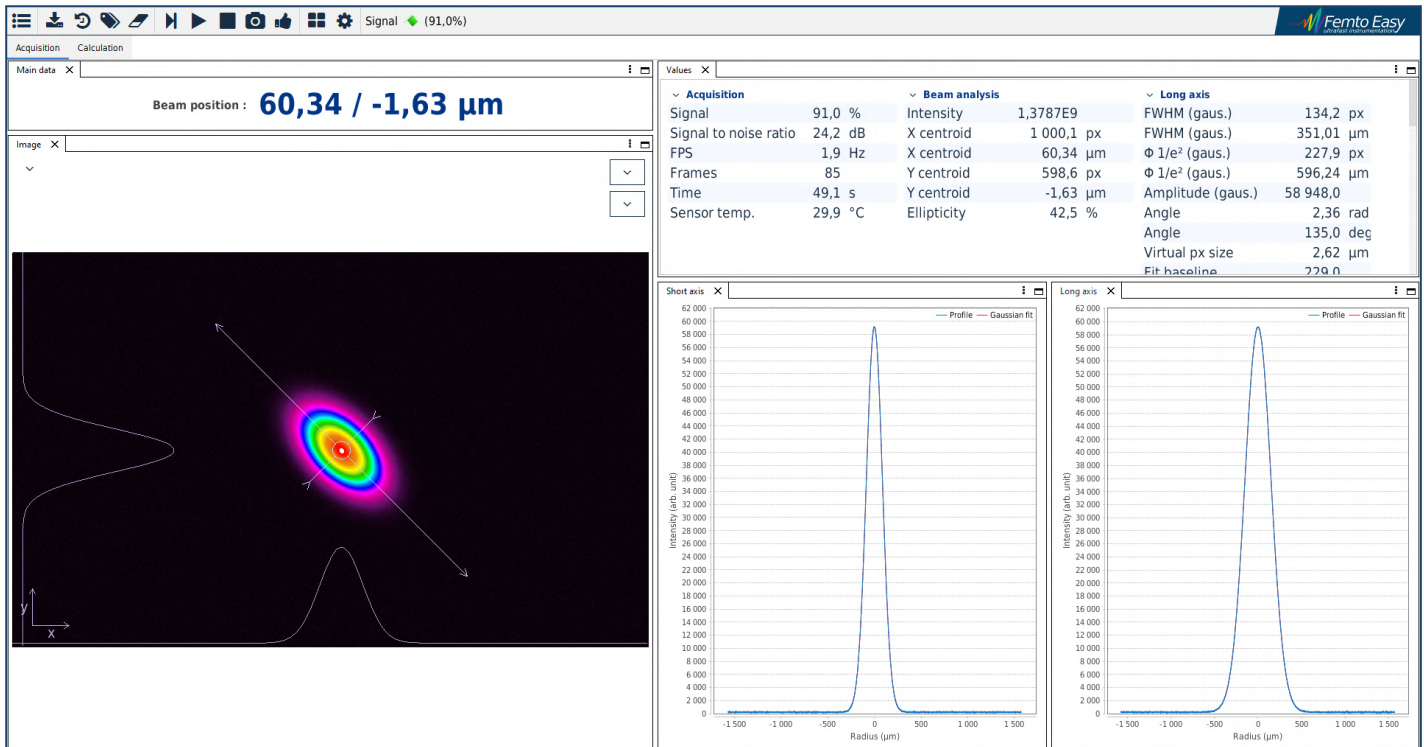 Signal (91,0%)
Femto Easy
ultrafast instrumentation
Acquisition Calculation
Main data
Beam position : 60,34 / -1,63 µm
Image
y
x
Values
Acquisition
Signal 91,0 %
Signal to noise ratio 24,2 dB
FPS 1,9 Hz
Frames 85
Time 49,1 s
Sensor temp. 29,9 °C
Beam analysis
Intensity 1,3787E9
X centroid 1 000,1 px
X centroid 60,34 µm
Y centroid 598,6 px
Y centroid -1,63 µm
Ellipticity 42,5 %
Long axis
FWHM (gaus.) 134,2 px
FWHM (gaus.) 351,01 µm
Φ 1/e² (gaus.) 227,9 px
Φ 1/e² (gaus.) 596,24 µm
Amplitude (gaus.) 58 948,0
Angle 2,36 rad
Angle 135,0 deg
Virtual px size 2,62 µm
Fit baseline 229,0
Short axis
Profile Gaussian fit
62 000
60 000
58 000
56 000
54 000
52 000
50 000
48 000
46 000
44 000
42 000
40 000
38 000
36 000
34 000
32 000
30 000
28 000
26 000
24 000
22 000
20 000
18 000
16 000
14 000
12 000
10 000
8 000
6 000
4 000
2 000
0
Intensity (arb. unit)
-1 500 -1 000 -500 0 500 1 000 1 500
Radius (µm)
Long axis
Profile Gaussian fit
62 000
60 000
58 000
56 000
54 000
52 000
50 000
48 000
46 000
44 000
42 000
40 000
38 000
36 000
34 000
32 000
30 000
28 000
26 000
24 000
22 000
20 000
18 000
16 000
14 000
12 000
10 000
8 000
6 000
4 000
2 000
0
Intensity (arb. unit)
-1 500 -1 000 -500 0 500 1 000 1 500
Radius (µm)